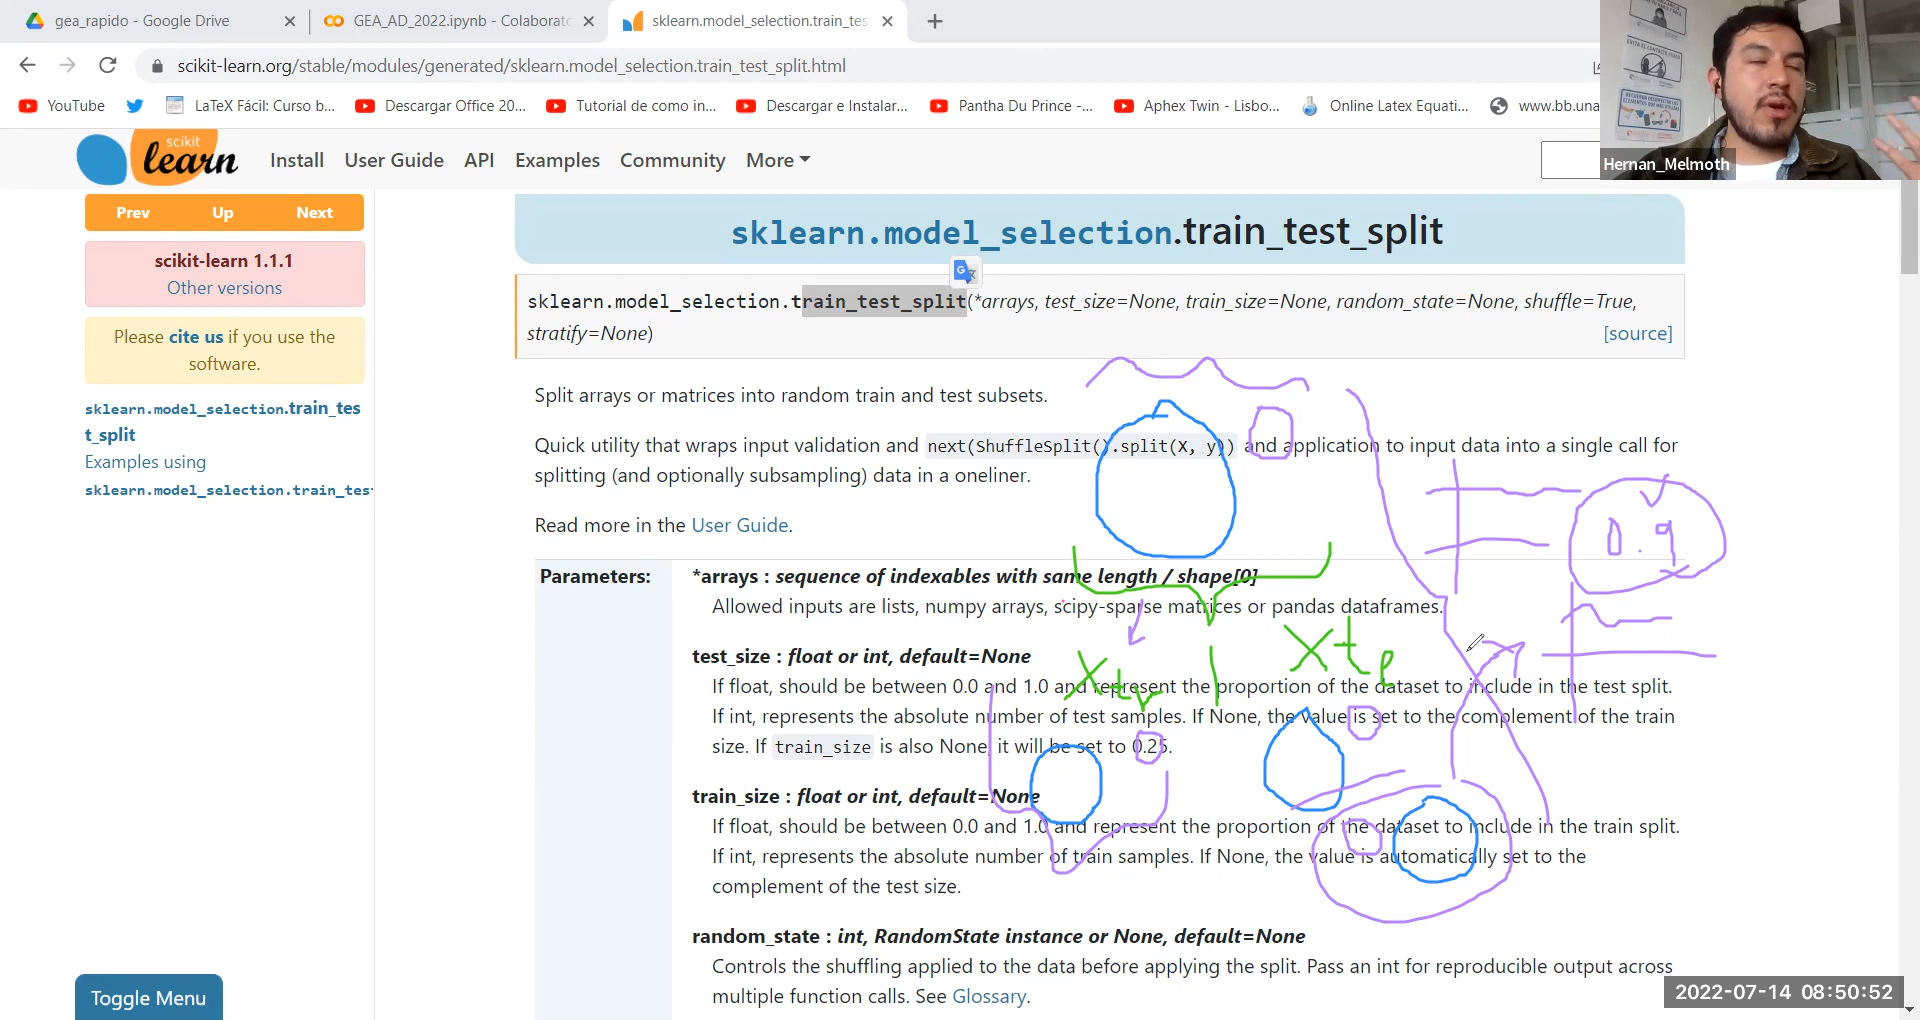 gea_rapido - Google Drive
GEA_AD_2022.ipynb - Colaborato
sklearn.model_selection.train_tes
scikit-learn.org/stable/modules/generated/sklearn.model_selection.train_test_split.html
YouTube
LaTeX Fácil: Curso b...
Descargar Office 20...
Tutorial de como in...
Descargar e Instalar...
Pantha Du Prince -...
Aphex Twin - Lisbo...
Online Latex Equati...
www.bb.una
Hernan_Melmoth
scikit
learn
Install
User Guide
API
Examples
Community
More
Prev
Up
Next
scikit-learn 1.1.1
Other versions
Please cite us if you use the
software.
sklearn.model_selection.train_tes
t_split
Examples using
sklearn.model_selection.train_test
sklearn.model_selection.train_test_split
sklearn.model_selection.train_test_split(*arrays, test_size=None, train_size=None, random_state=None, shuffle=True,
stratify=None)
[source]
Split arrays or matrices into random train and test subsets.
Quick utility that wraps input validation and next(ShuffleSplit().split(X, y)) and application to input data into a single call for
splitting (and optionally subsampling) data in a oneliner.
Read more in the User Guide.
0.9
Parameters:
*arrays : sequence of indexables with same length / shape[0]
Allowed inputs are lists, numpy arrays, scipy-sparse matrices or pandas dataframes.
Xtr
Xte
test_size : float or int, default=None
If float, should be between 0.0 and 1.0 and represent the proportion of the dataset to include in the test split.
If int, represents the absolute number of test samples. If None, the value is set to the complement of the train
size. If train_size is also None, it will be set to 0.25.
train_size : float or int, default=None
If float, should be between 0.0 and 1.0 and represent the proportion of the dataset to include in the train split.
If int, represents the absolute number of train samples. If None, the value is automatically set to the
complement of the test size.
random_state : int, RandomState instance or None, default=None
Controls the shuffling applied to the data before applying the split. Pass an int for reproducible output across
multiple function calls. See Glossary.
Toggle Menu
2022-07-14 08:50:52